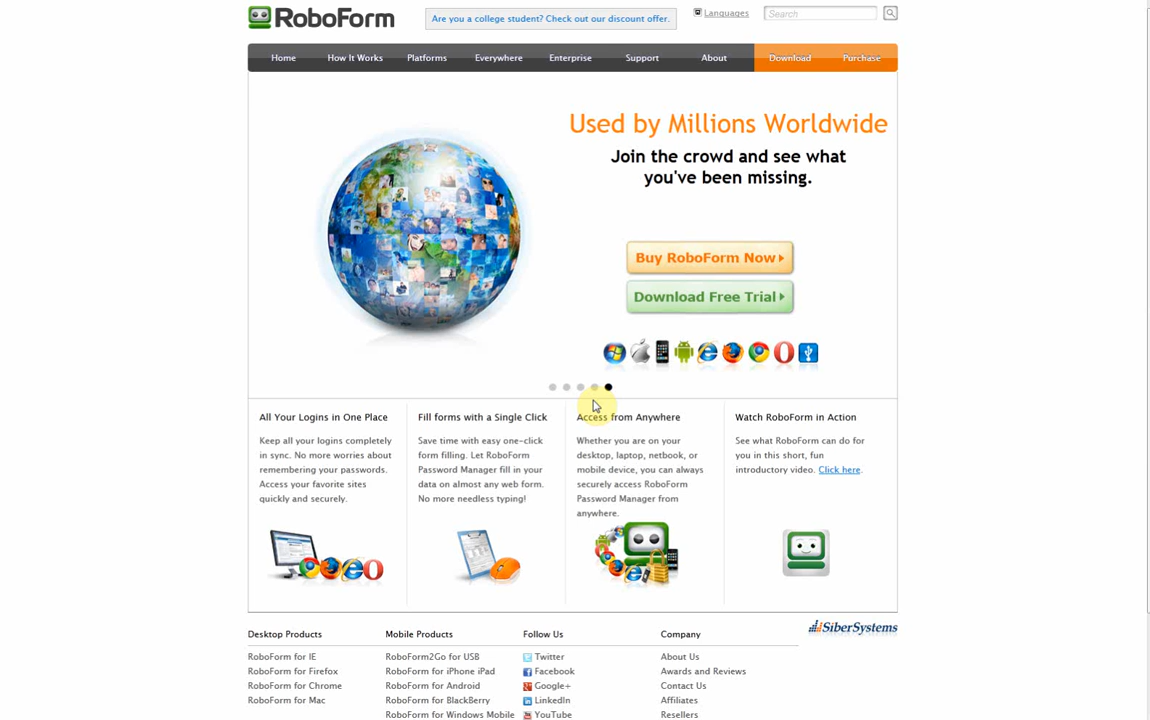 RoboForm
Are you a college student? Check out our discount offer.
Languages
Search
Home How It Works Platforms Everywhere Enterprise Support About Download Purchase
Used by Millions Worldwide
Join the crowd and see what
you've been missing.
Buy RoboForm Now
Download Free Trial
All Your Logins in One Place
Keep all your logins completely
in sync. No more worries about
remembering your passwords.
Access your favorite sites
quickly and securely.
Fill forms with a Single Click
Save time with easy one-click
form filling. Let RoboForm
Password Manager fill in your
data on almost any web form.
No more needless typing!
Access from Anywhere
Whether you are on your
desktop, laptop, netbook, or
mobile device, you can always
securely access RoboForm
Password Manager from
anywhere.
Watch RoboForm in Action
See what RoboForm can do for
you in this short, fun
introductory video. Click here.
SiberSystems
Desktop Products
RoboForm for IE
RoboForm for Firefox
RoboForm for Chrome
RoboForm for Mac
Mobile Products
RoboForm2Go for USB
RoboForm for iPhone iPad
RoboForm for Android
RoboForm for BlackBerry
RoboForm for Windows Mobile
Follow Us
Twitter
Facebook
Google+
LinkedIn
YouTube
Company
About Us
Awards and Reviews
Contact Us
Affiliates
Resellers